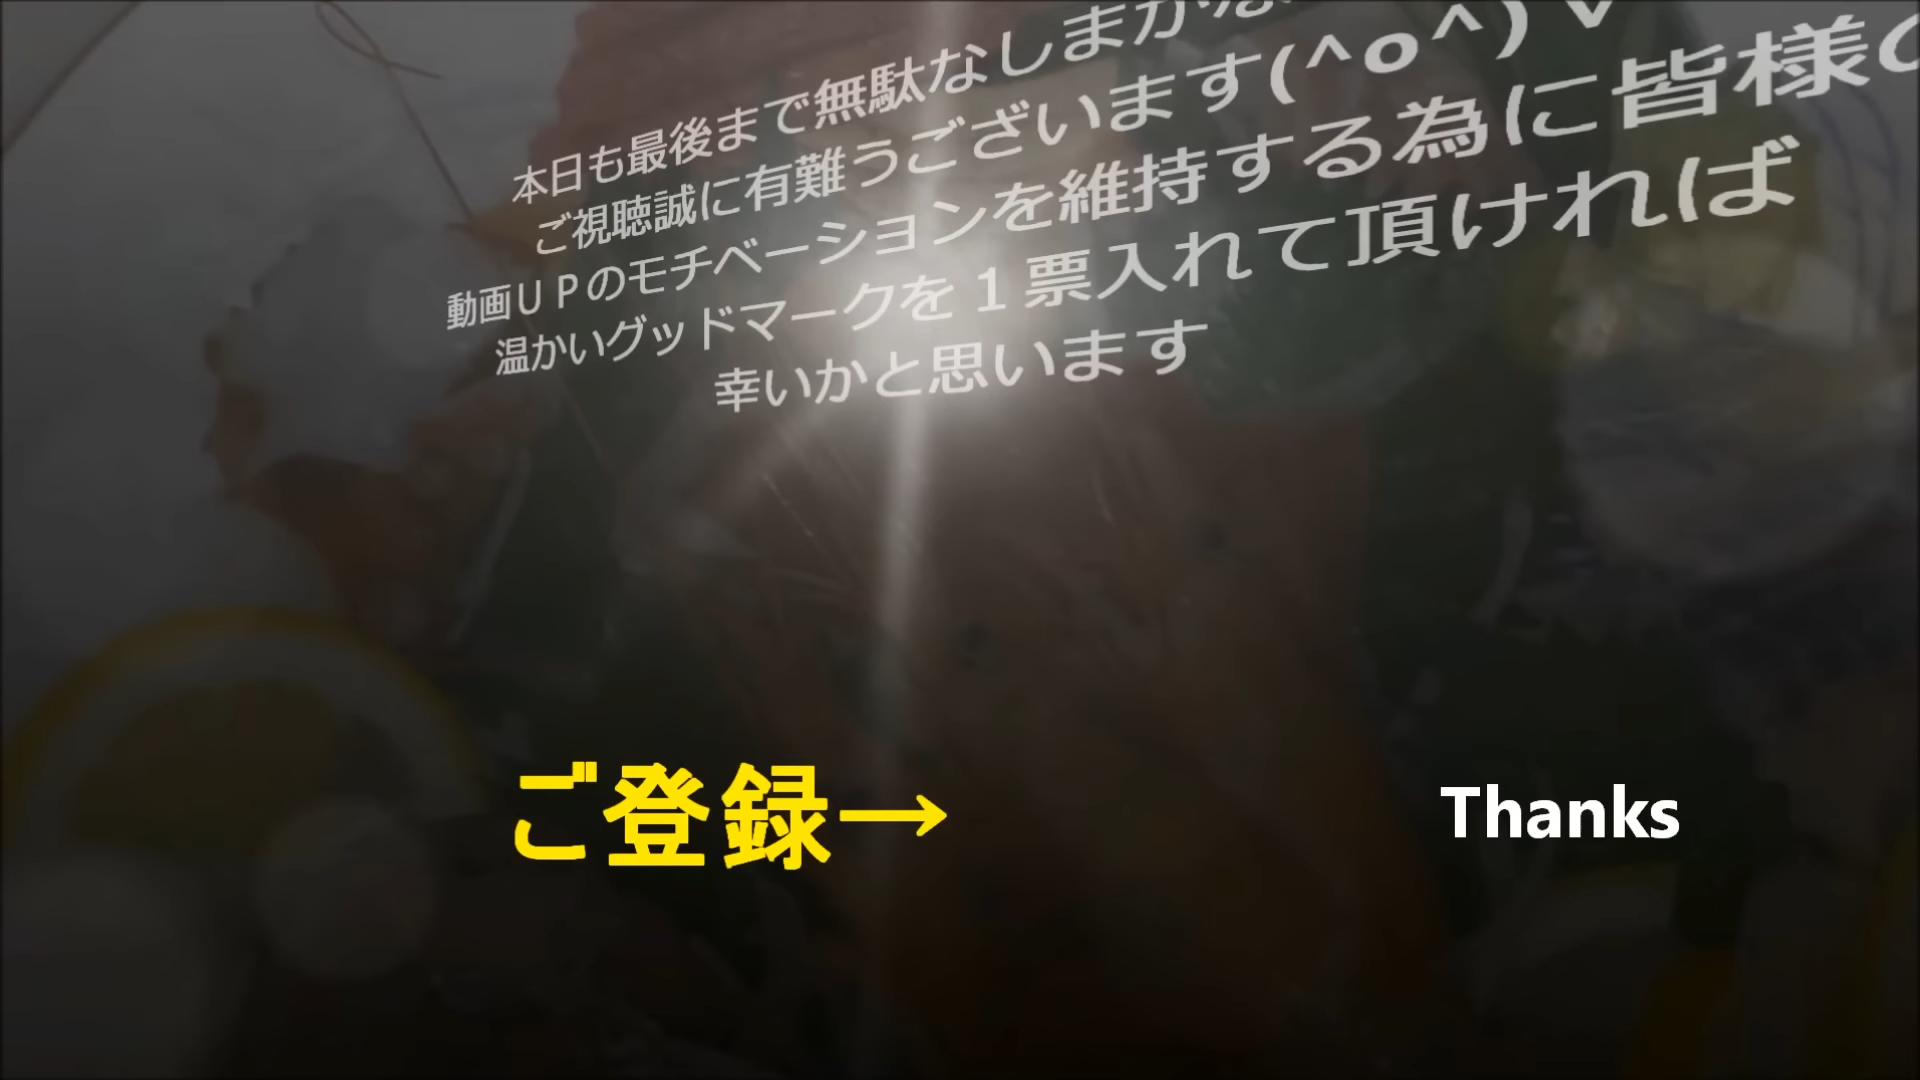 本日も最後まで無駄なしまかな
ご視聴誠に有難うございます(^o^)v
動画UPのモチベーションを維持する為に皆様の
温かいグッドマークを1票入れて頂ければ
幸いかと思います
ご登録→
Thanks